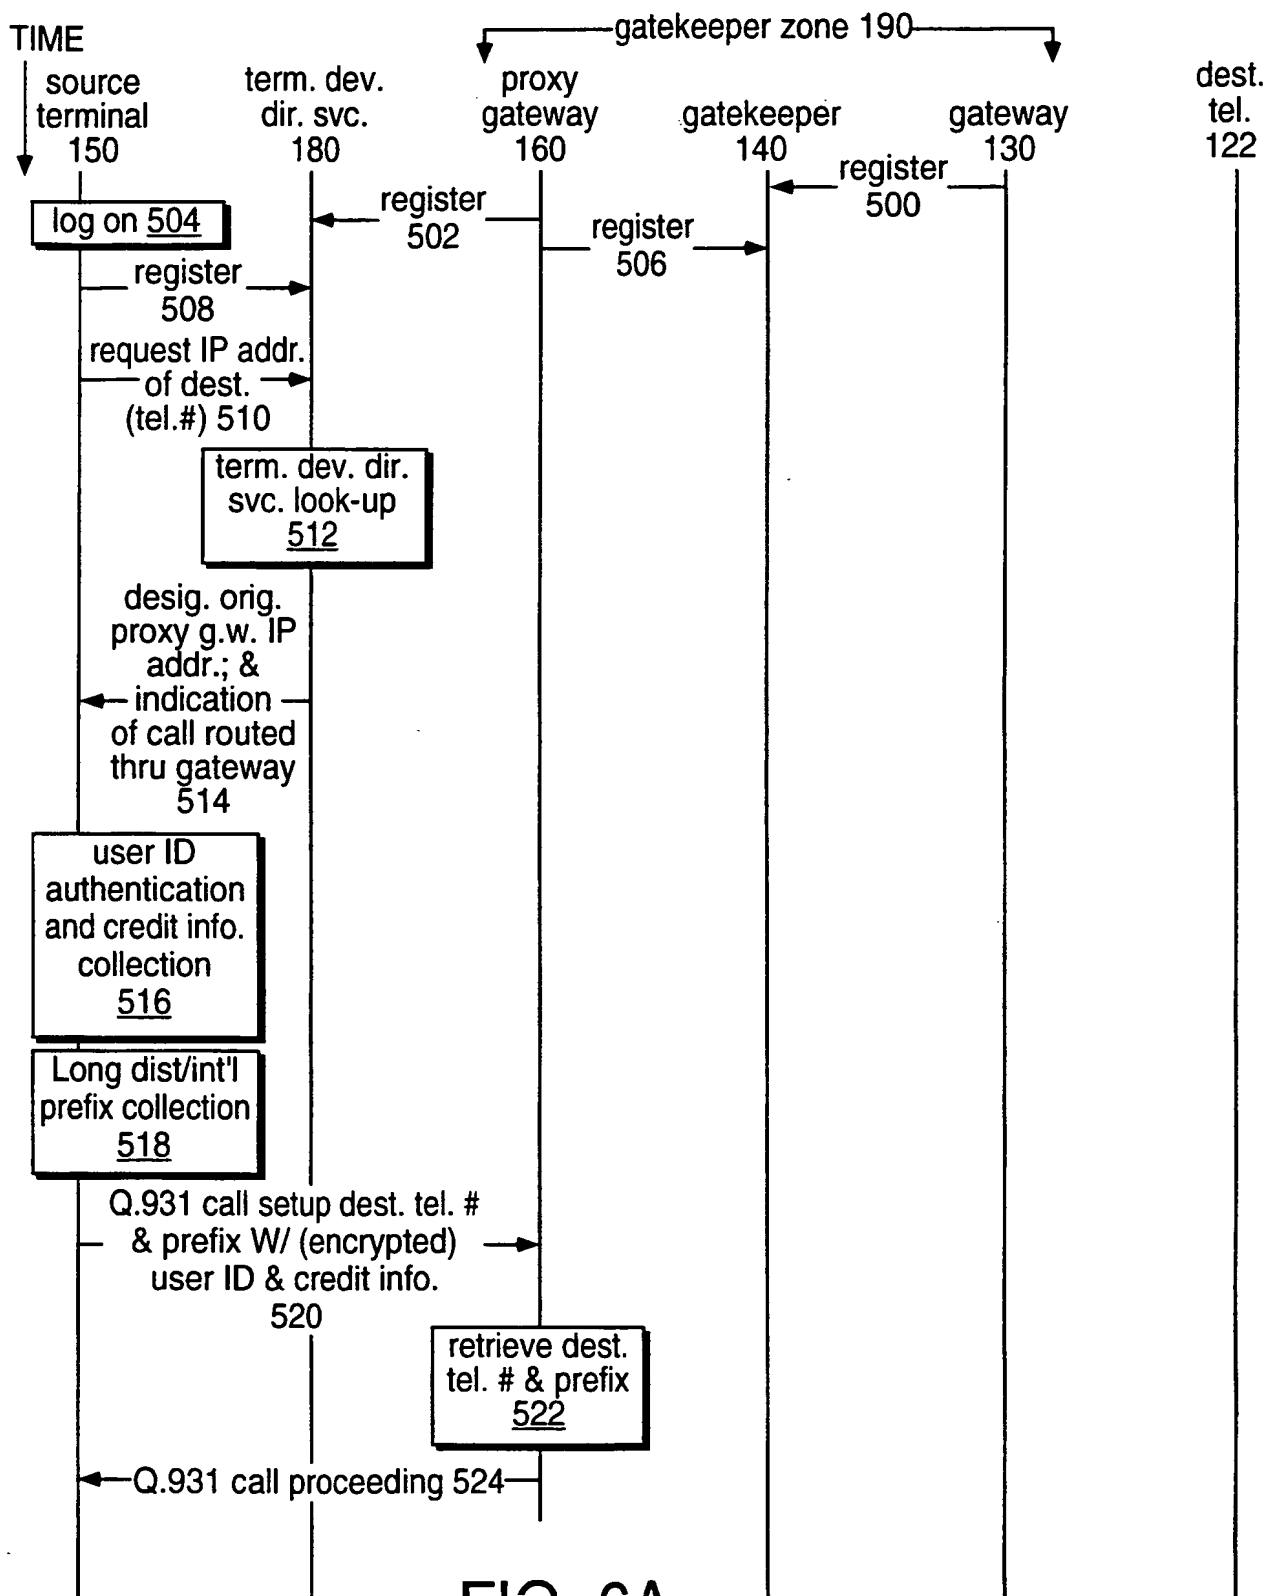 TIME
gatekeeper zone 190
source
terminal
150
term. dev.
dir. svc.
180
proxy
gateway
160
gatekeeper
140
gateway
130
dest.
tel.
122
register
500
log on 504
register
502
register
506
register
508
request IP addr.
of dest.
(tel.#) 510
term. dev. dir.
svc. look-up
512
desig. orig.
proxy g.w. IP
addr.; &
indication
of call routed
thru gateway
514
user ID
authentication
and credit info.
collection
516
Long dist/int'l
prefix collection
518
Q.931 call setup dest. tel. #
& prefix W/ (encrypted)
user ID & credit info.
520
retrieve dest.
tel. # & prefix
522
Q.931 call proceeding 524
FIG. 6A